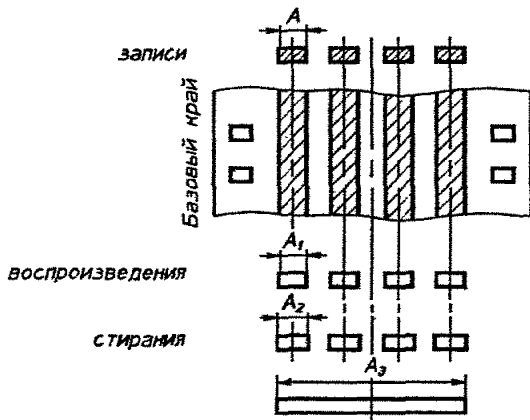 A
записи
Базовый край
A₁
воспроизведения
A₂
стирания
A₃